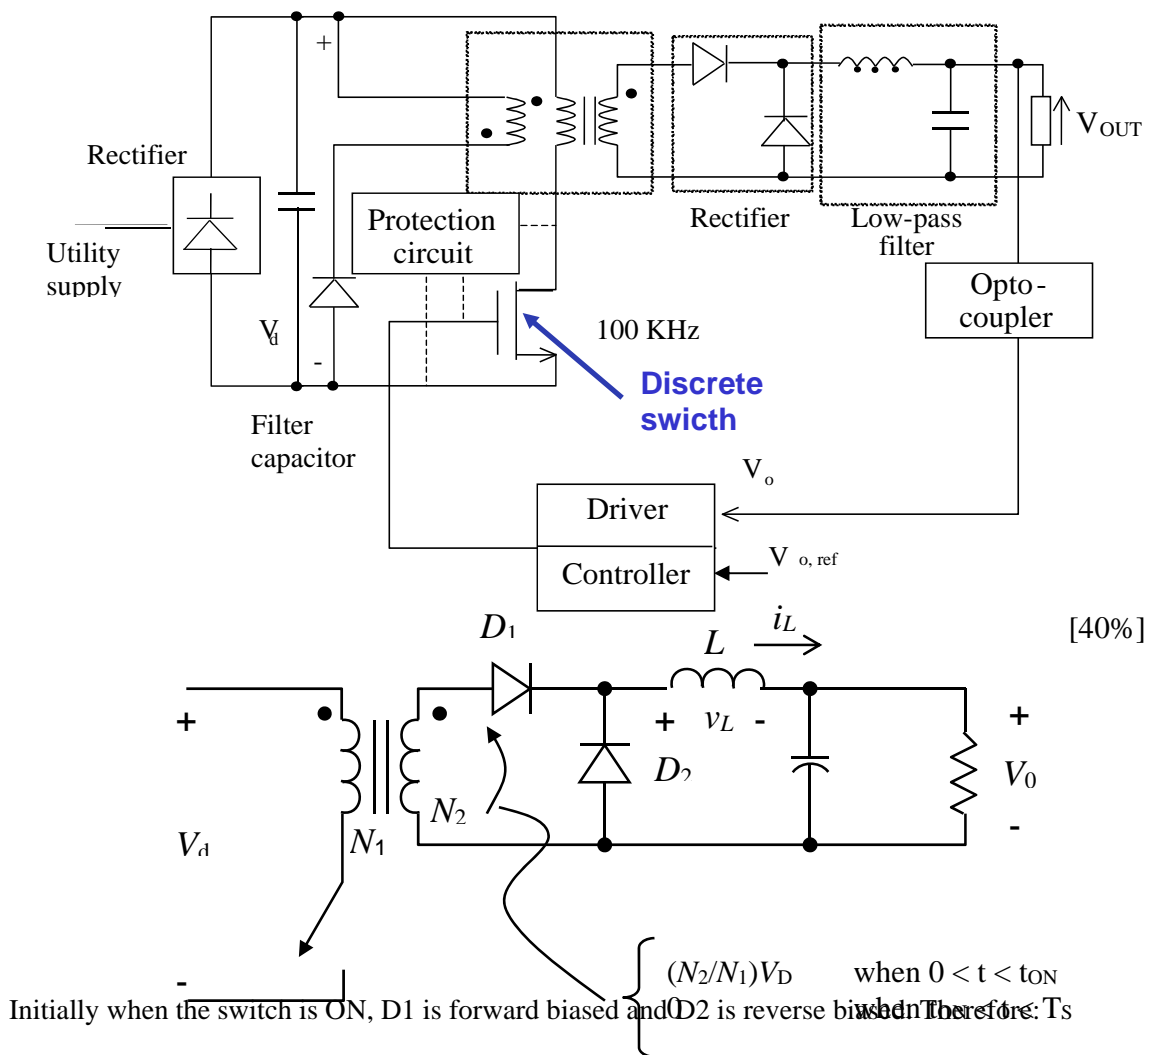 +
Rectifier
Utility
supply
Protection
circuit
Rectifier
Low-pass
filter
V OUT
Opto-
coupler
V d
-
100 KHz
Discrete
swicth
Filter
capacitor
V o
Driver
Controller
V o, ref
[40%]
D1
L
iL
+
+ vL -
+
D2
V0
N2
N1
Vd
-
-
(N2/N1)VD when 0 < t < tON
0 when tON < t < Ts
Initially when the switch is ON, D1 is forward biased and D2 is reverse biased. Therefore: